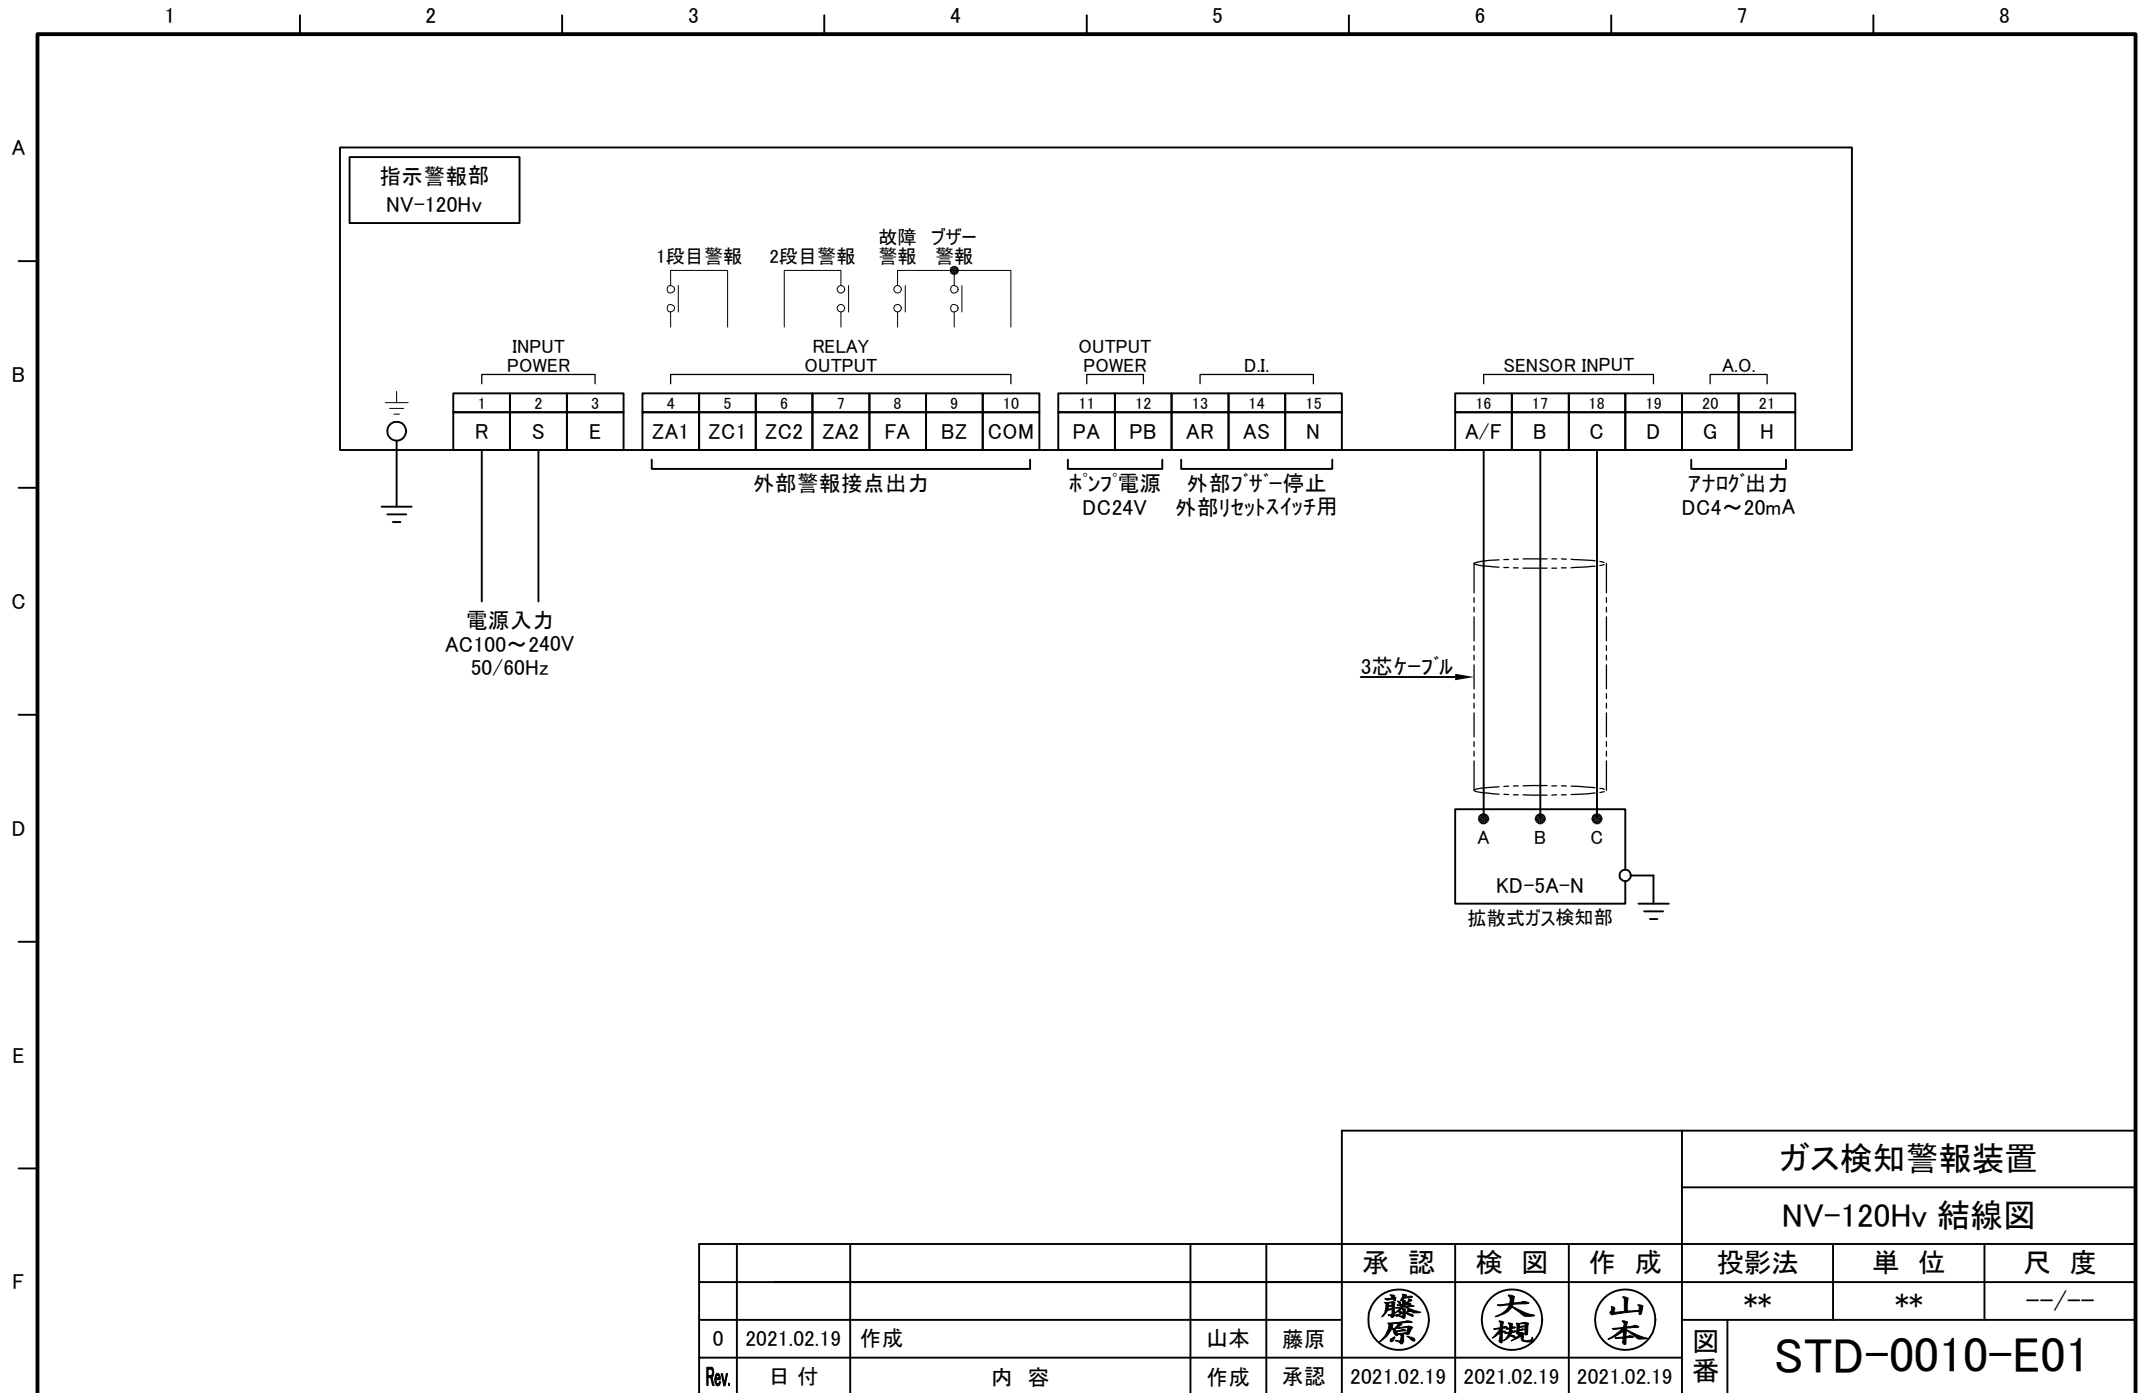 1 2 3 4 5 6 7 8
A
B
C
D
E
F
指示警報部
NV-120Hv
1段目警報
2段目警報
故障
警報
ブザー
警報
INPUT
POWER
RELAY
OUTPUT
OUTPUT
POWER
D.I.
SENSOR INPUT
A.O.
1 2 3 4 5 6 7 8 9 10 11 12 13 14 15 16 17 18 19 20 21
R S E ZA1 ZC1 ZC2 ZA2 FA BZ COM PA PB AR AS N A/F B C D G H
外部警報接点出力
ﾎﾟﾝﾌﾟ電源
DC24V
外部ﾌﾞｻﾞｰ停止
外部ﾘｾｯﾄｽｲｯﾁ用
ｱﾅﾛｸﾞ出力
DC4～20mA
電源入力
AC100～240V
50/60Hz
3芯ｹｰﾌﾞﾙ
A B C
KD-5A-N
拡散式ガス検知部
ガス検知警報装置
NV-120Hv 結線図
承 認 検 図 作 成 投影法 単 位 尺 度
藤原 大槻 山本 ** ** --/--
0 2021.02.19 作成 山本 藤原
Rev. 日 付 内 容 作成 承認 2021.02.19 2021.02.19 2021.02.19
図番 STD-0010-E01